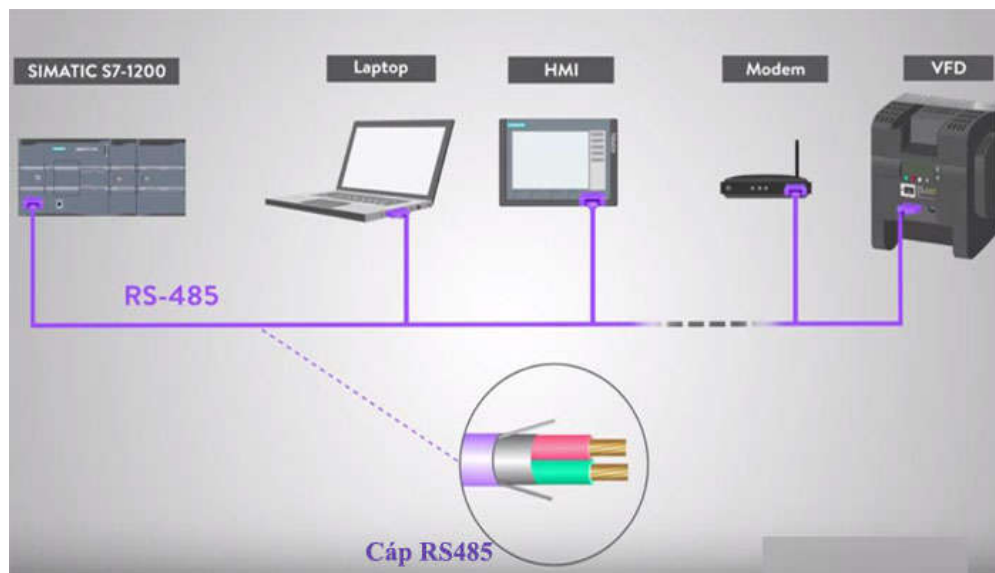 SIMATIC S7-1200
Laptop
HMI
Modem
VFD
RS-485
Cáp RS485